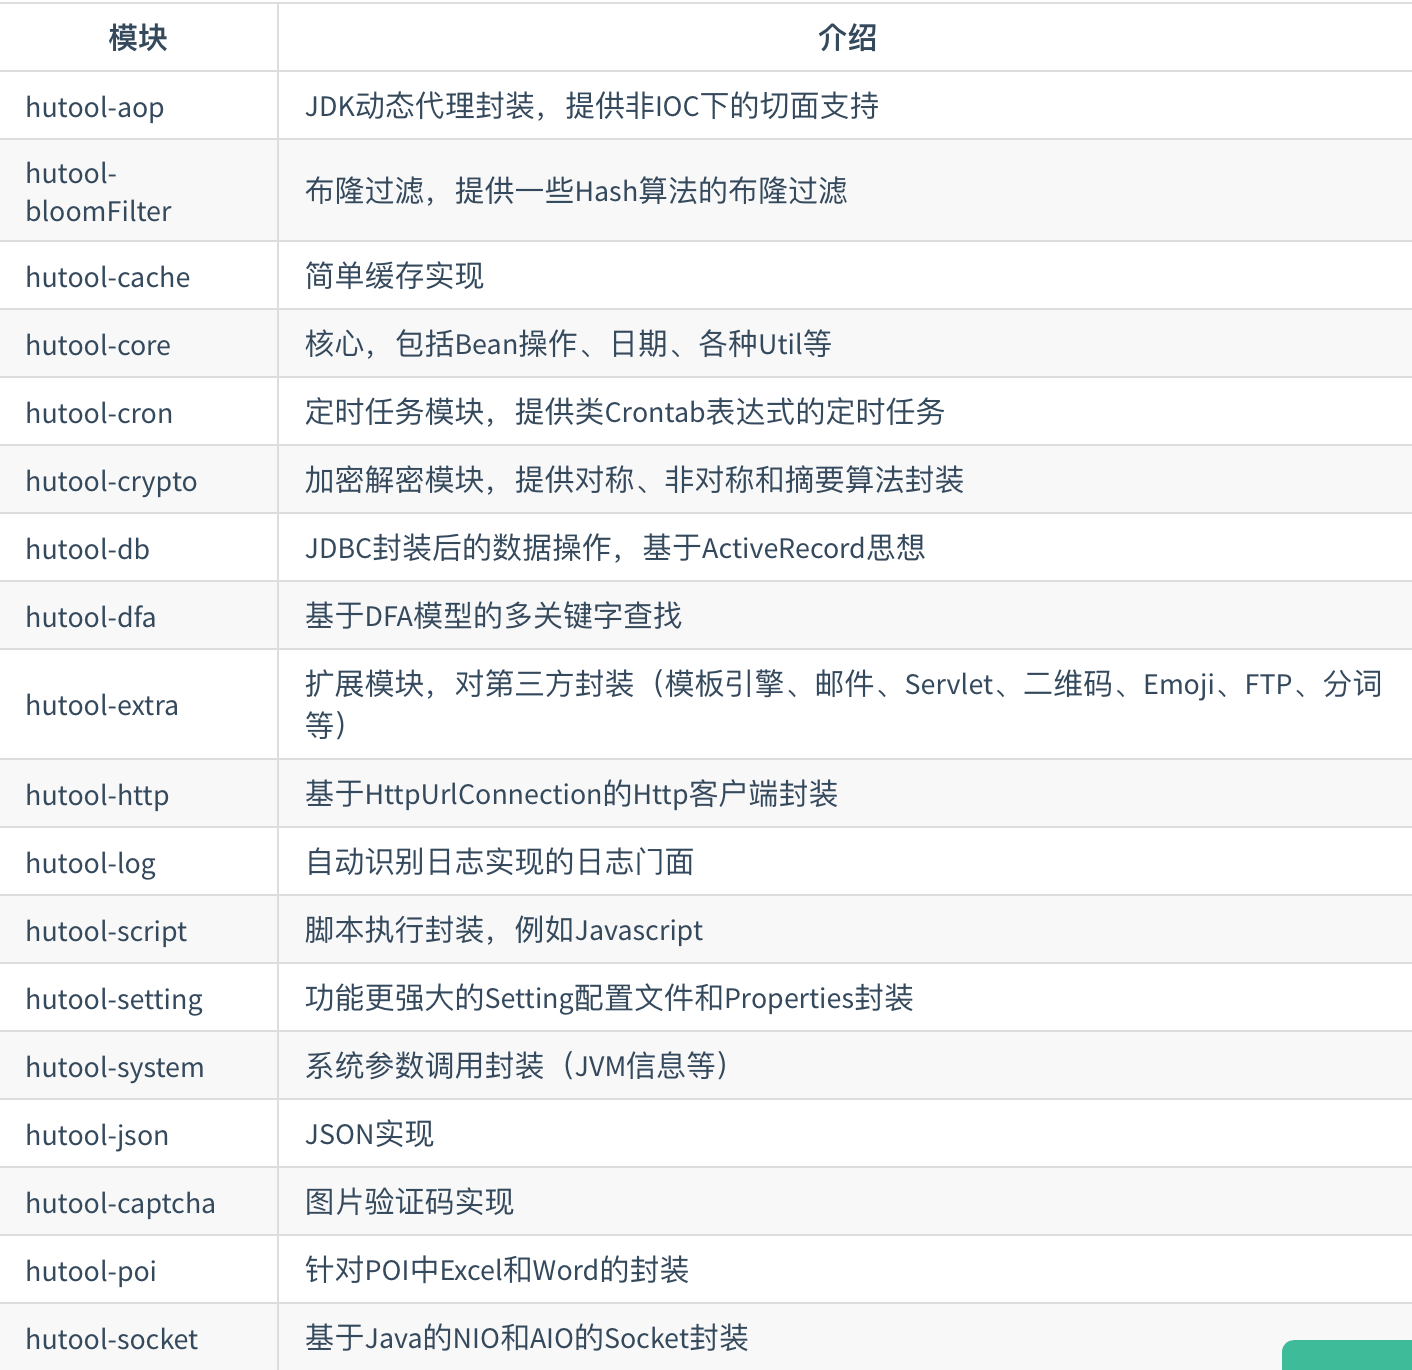 模块 介绍
hutool-aop JDK动态代理封装，提供非IOC下的切面支持
hutool-
bloomFilter
布隆过滤，提供一些Hash算法的布隆过滤
hutool-cache 简单缓存实现
hutool-core 核心，包括Bean操作、日期、各种Util等
hutool-cron 定时任务模块，提供类Crontab表达式的定时任务
hutool-crypto 加密解密模块，提供对称、非对称和摘要算法封装
hutool-db JDBC封装后的数据操作，基于ActiveRecord思想
hutool-dfa 基于DFA模型的多关键字查找
hutool-extra
扩展模块，对第三方封装（模板引擎、邮件、Servlet、二维码、Emoji、FTP、分词
等）
hutool-http 基于HttpUrlConnection的Http客户端封装
hutool-log 自动识别日志实现的日志门面
hutool-script 脚本执行封装，例如Javascript
hutool-setting 功能更强大的Setting配置文件和Properties封装
hutool-system 系统参数调用封装（JVM信息等）
hutool-json JSON实现
hutool-captcha 图片验证码实现
hutool-poi 针对POI中Excel和Word的封装
hutool-socket 基于Java的NIO和AIO的Socket封装